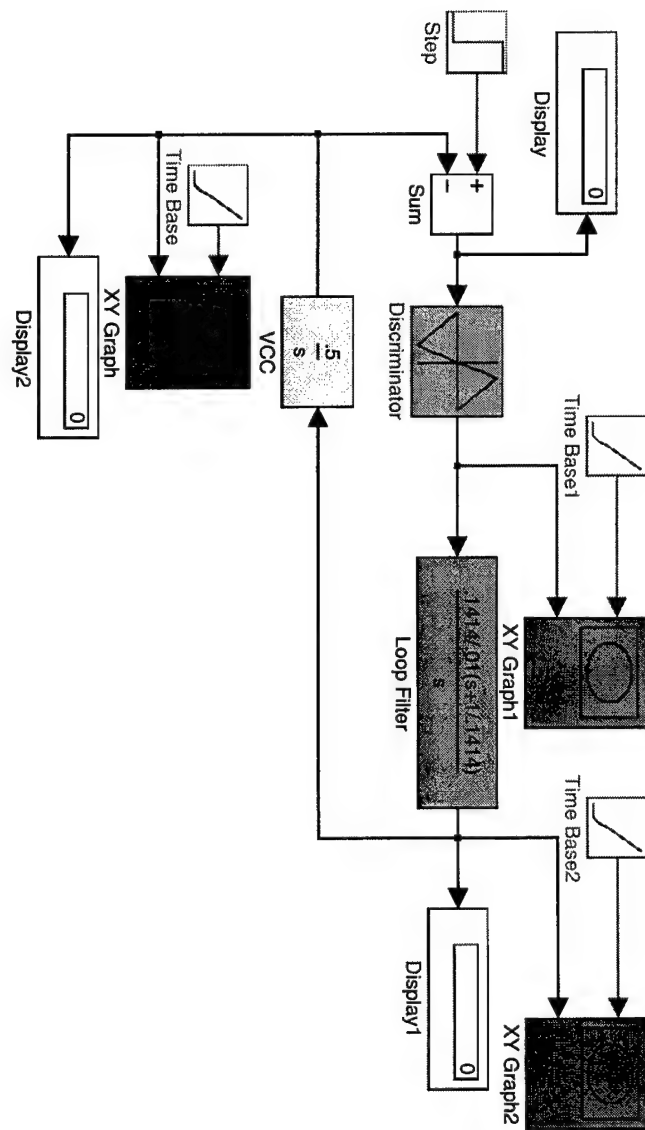 0
Display
Time Base1
Time Base2
XY Graph1
XY Graph2
Step
+
−
Sum
Discriminator
.1414/.01(s+1/.1414)
s
Loop Filter
0
Display1
.5
s
VCC
Time Base
XY Graph
0
Display2